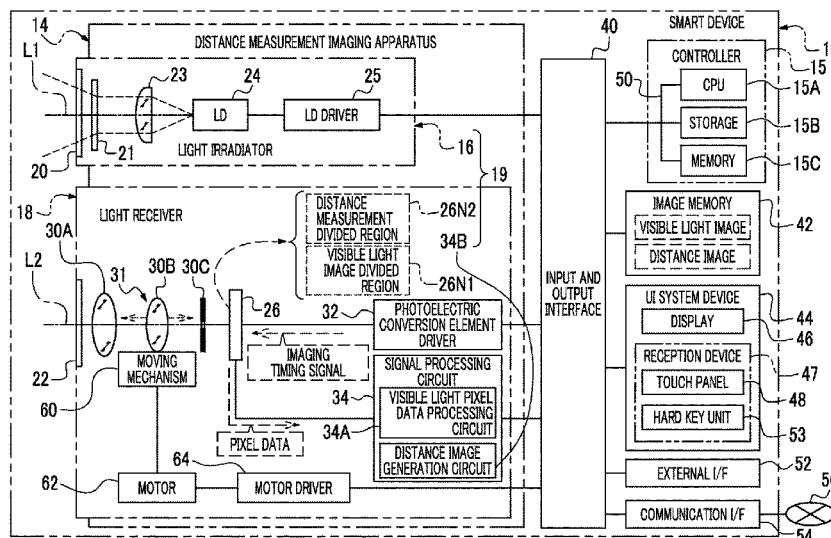 SMART DEVICE
14
DISTANCE MEASUREMENT IMAGING APPARATUS
40
1
L1
23
24
25
LD
LD DRIVER
LIGHT IRRADIATOR
20
21
16
19
CONTROLLER
15
50
CPU
15A
STORAGE
15B
MEMORY
15C
18
LIGHT RECEIVER
30A
DISTANCE
MEASUREMENT
DIVIDED REGION
26N2
VISIBLE LIGHT
IMAGE DIVIDED
REGION
26N1
34B
L2
31
30B
30C
26
22
32
PHOTOELECTRIC
CONVERSION ELEMENT
DRIVER
IMAGING
TIMING SIGNAL
MOVING
MECHANISM
60
SIGNAL PROCESSING
CIRCUIT
34
VISIBLE LIGHT PIXEL
DATA PROCESSING
CIRCUIT
34A
PIXEL DATA
DISTANCE IMAGE
GENERATION CIRCUIT
62
MOTOR
64
MOTOR DRIVER
INPUT AND
OUTPUT
INTERFACE
IMAGE MEMORY
42
VISIBLE LIGHT IMAGE
DISTANCE IMAGE
UI SYSTEM DEVICE
44
DISPLAY
46
RECEPTION DEVICE
47
TOUCH PANEL
48
HARD KEY UNIT
53
EXTERNAL I/F
52
COMMUNICATION I/F
54